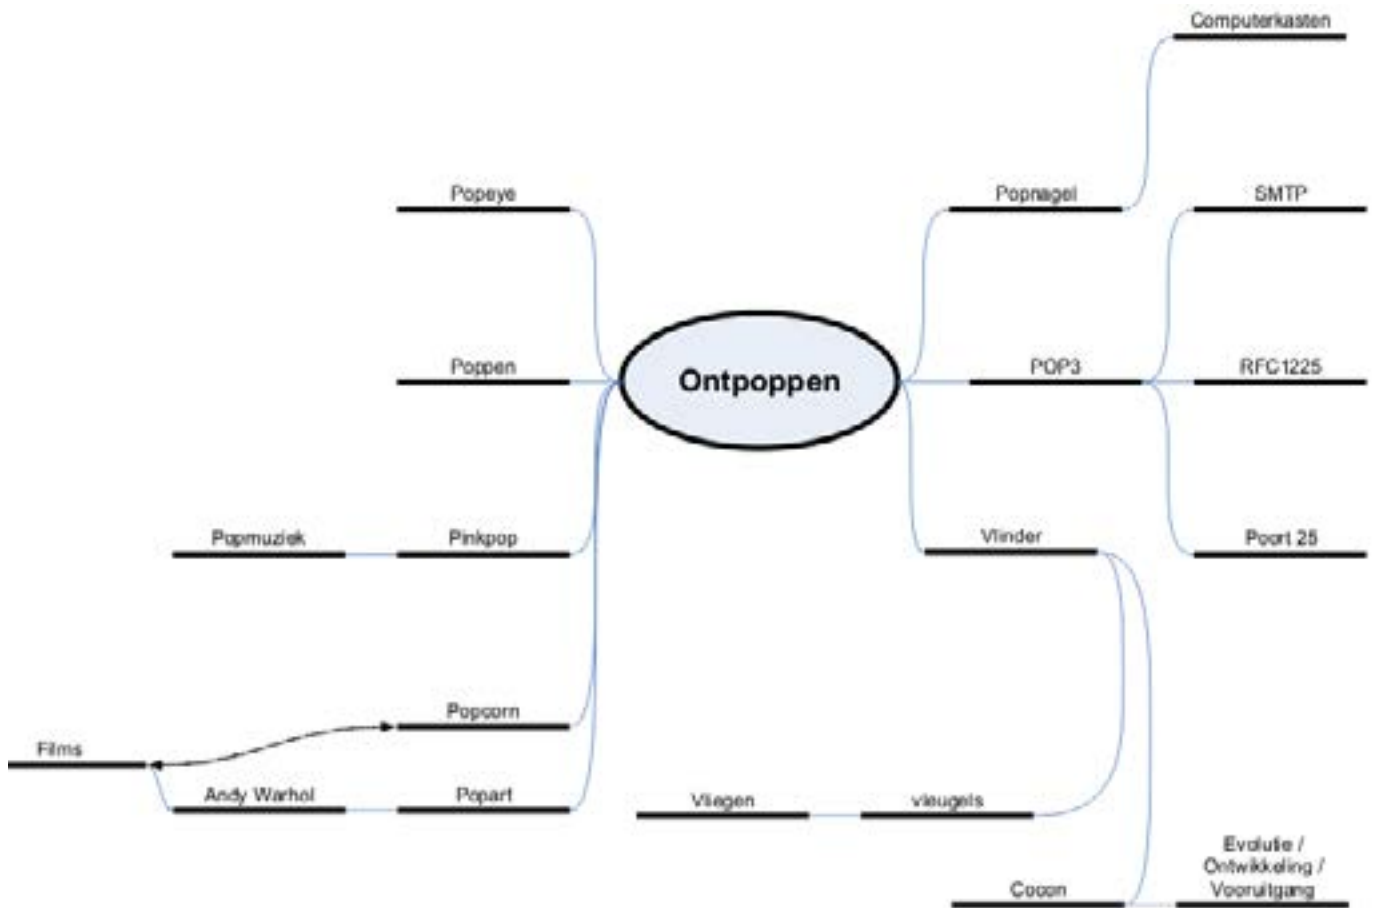 Computerkasten
Popeye
Popnagel
SMTP
Poppen
Ontpoppen
POP3
RFC1225
Popmuziek
Pinkpop
Vlinder
Poort 25
Popcorn
Films
Andy Warhol
Popart
Vliegen
vleugels
Evolutie /
Ontwikkeling /
Vooruitgang
Cocon